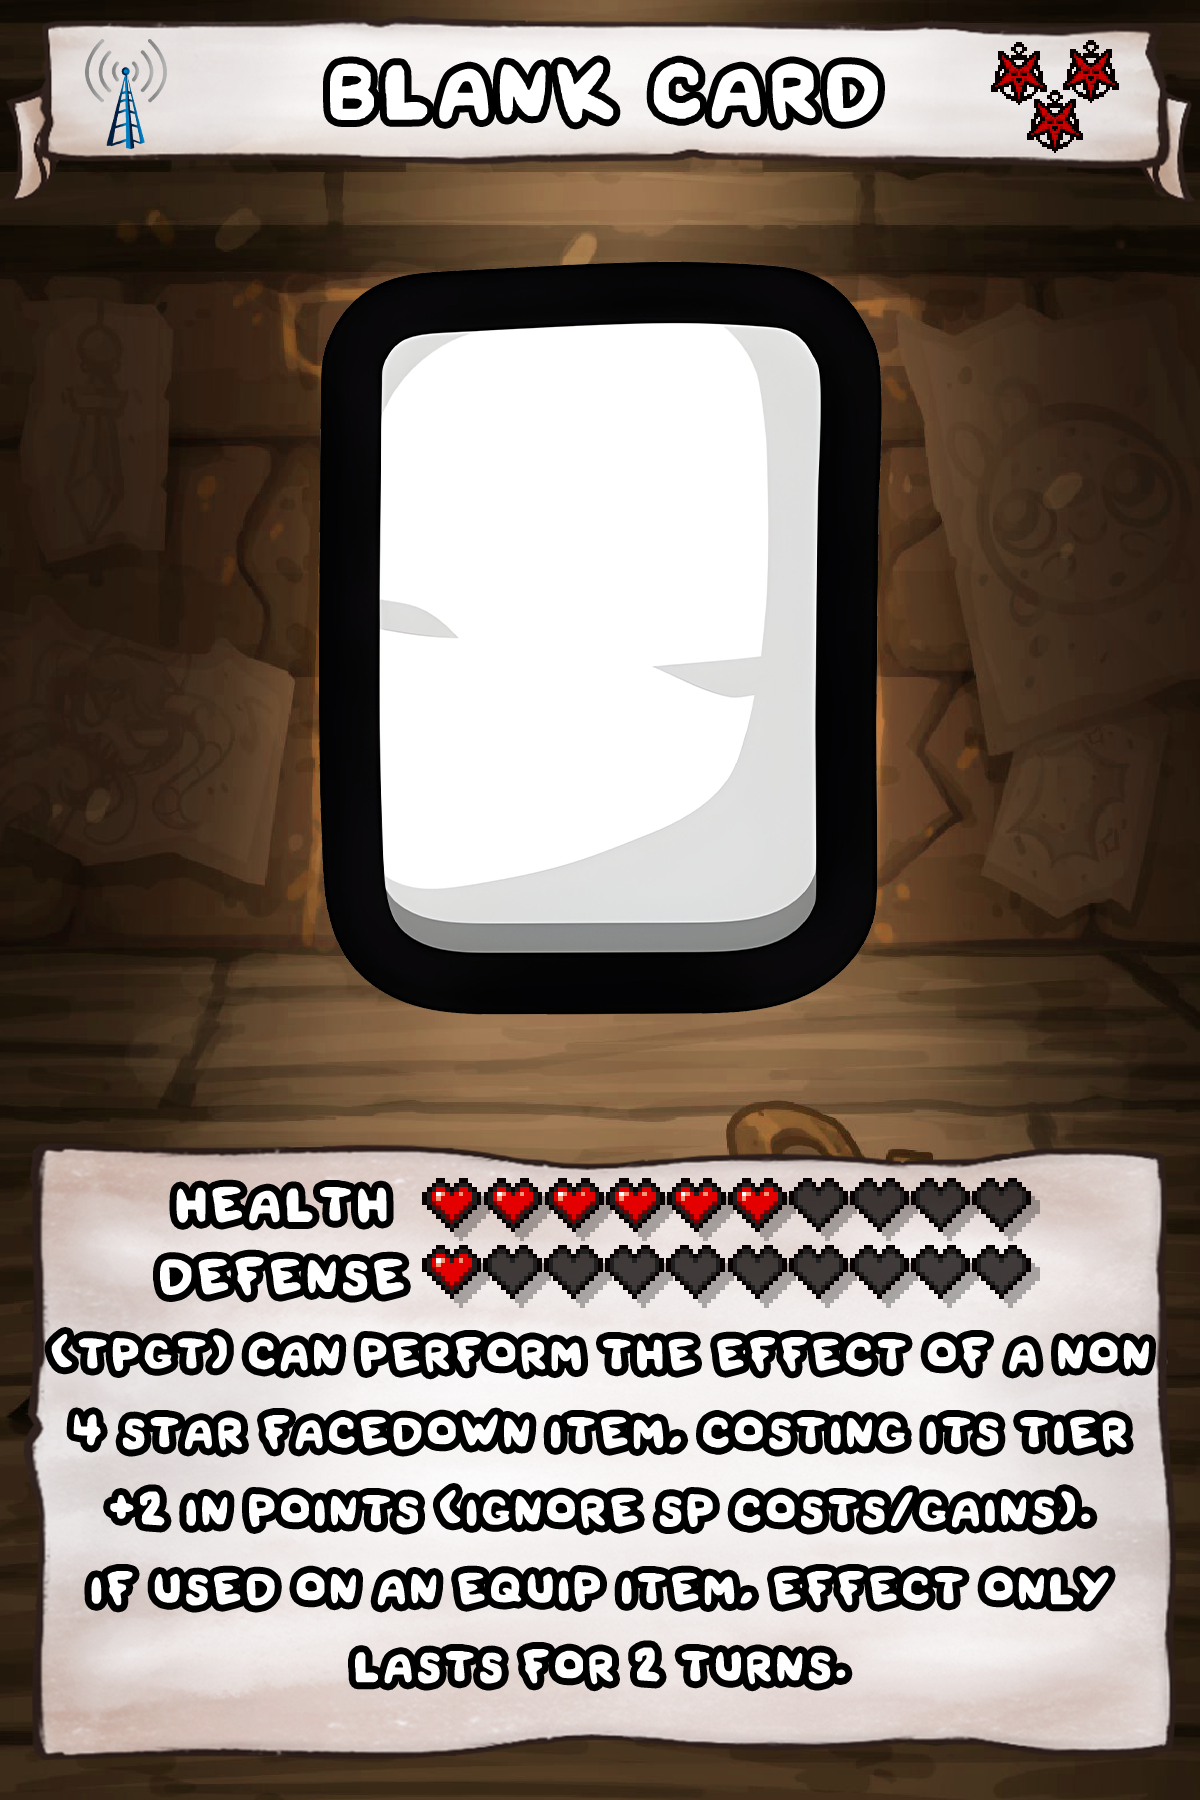 BLANK CARD
HEALTH
DEFENSE
(TPGT) CAN PERFORM THE EFFECT OF A NON
4 STAR FACEDOWN ITEM, COSTING ITS TIER
+2 IN POINTS (IGNORE SP COSTS/GAINS).
IF USED ON AN EQUIP ITEM, EFFECT ONLY
LASTS FOR 2 TURNS.